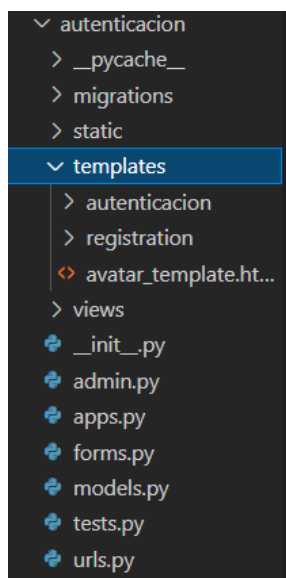 autenticacion
__pycache__
migrations
static
templates
autenticacion
registration
avatar_template.ht...
views
__init__.py
admin.py
apps.py
forms.py
models.py
tests.py
urls.py